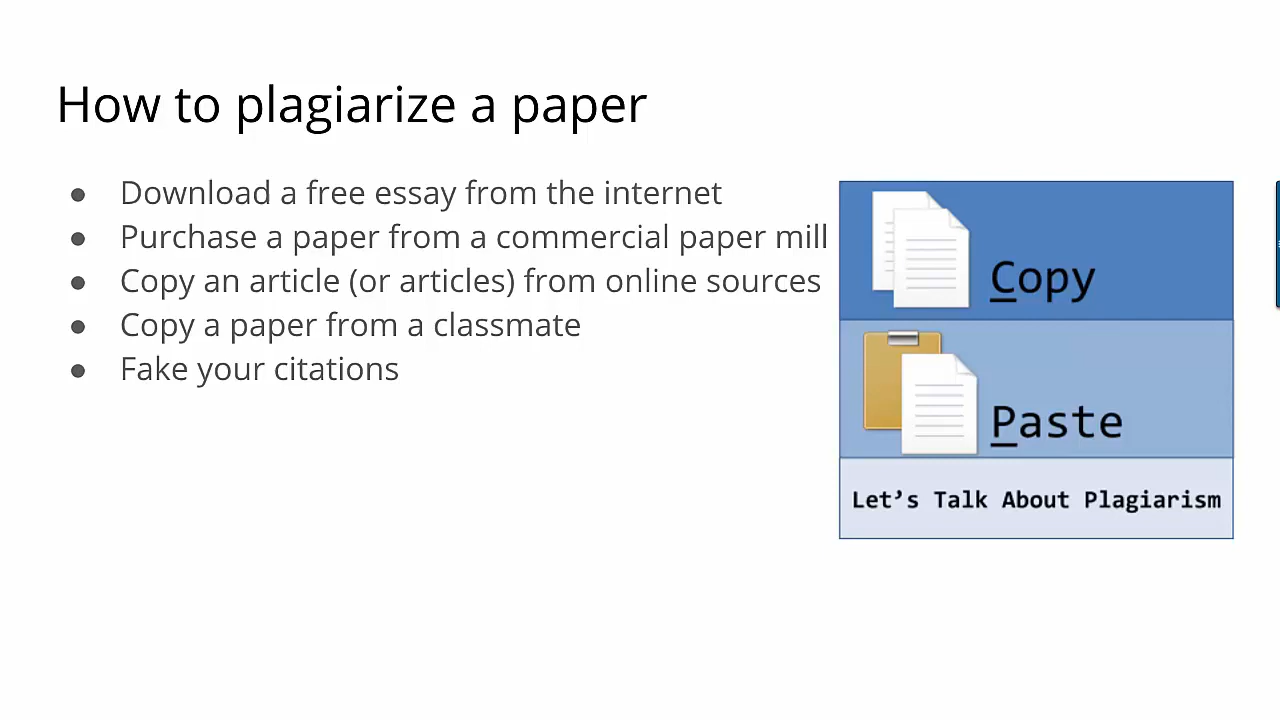 How to plagiarize a paper
● Download a free essay from the internet
● Purchase a paper from a commercial paper mill
● Copy an article (or articles) from online sources
● Copy a paper from a classmate
● Fake your citations
Copy
Paste
Let’s Talk About Plagiarism